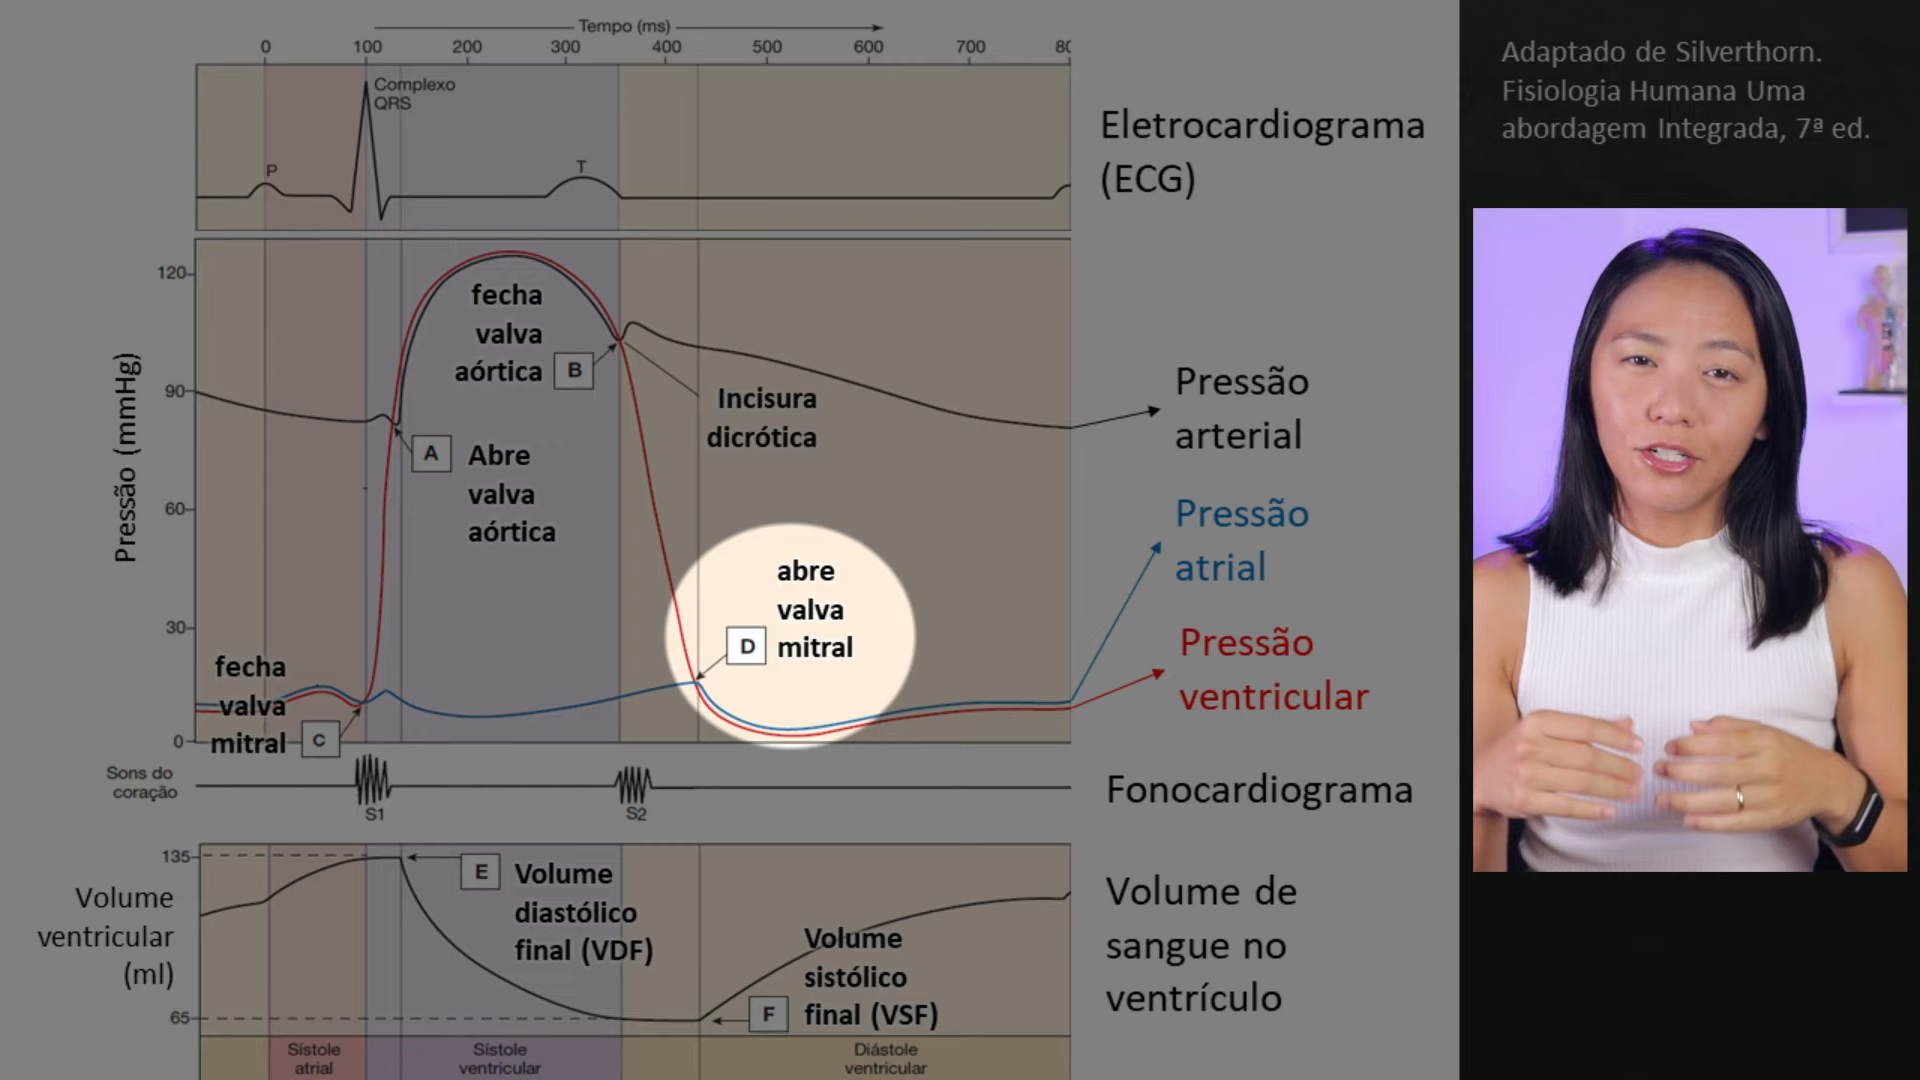 Tempo (ms)
0 100 200 300 400 500 600 700 80
Complexo
QRS
P
T
Eletrocardiograma
(ECG)
Adaptado de Silverthorn.
Fisiologia Humana Uma
abordagem Integrada, 7ª ed.
Pressão (mmHg)
120
90
60
30
0
fecha
valva
aórtica
B
Incisura
dicrótica
A
Abre
valva
aórtica
abre
valva
mitral
D
fecha
valva
mitral
C
Pressão
arterial
Pressão
atrial
Pressão
ventricular
Sons do
coração
S1
S2
Fonocardiograma
Volume
ventricular
(ml)
135
65
E
Volume
diastólico
final (VDF)
Volume
sistólico
final (VSF)
F
Volume de
sangue no
ventrículo
Sístole
atrial
Sístole
ventricular
Diástole
ventricular